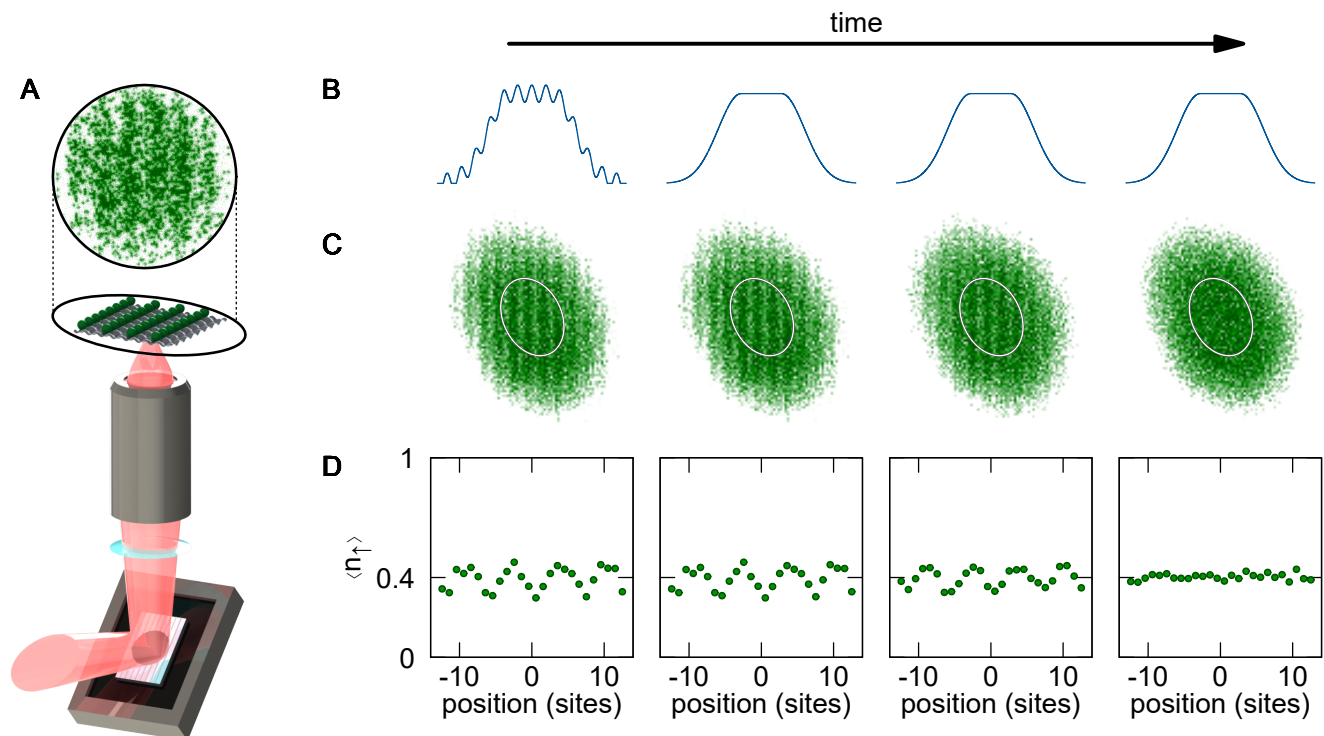 time
A
B
C
D
⟨n↑⟩
1
0.4
0
-10 0 10
-10 0 10
-10 0 10
-10 0 10
position (sites)
position (sites)
position (sites)
position (sites)